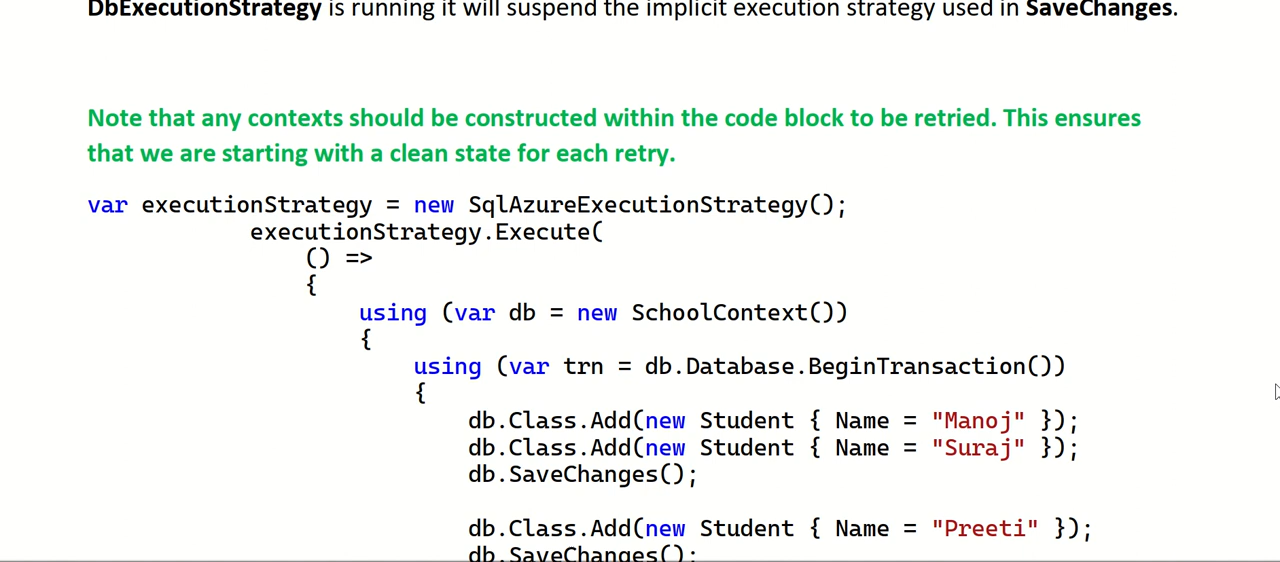 DbExecutionStrategy is running it will suspend the implicit execution strategy used in SaveChanges.
Note that any contexts should be constructed within the code block to be retried. This ensures
that we are starting with a clean state for each retry.
var executionStrategy = new SqlAzureExecutionStrategy();
executionStrategy.Execute(
() =>
{
using (var db = new SchoolContext())
{
using (var trn = db.Database.BeginTransaction())
{
db.Class.Add(new Student { Name = "Manoj" });
db.Class.Add(new Student { Name = "Suraj" });
db.SaveChanges();
db.Class.Add(new Student { Name = "Preeti" });
db.SaveChanges();